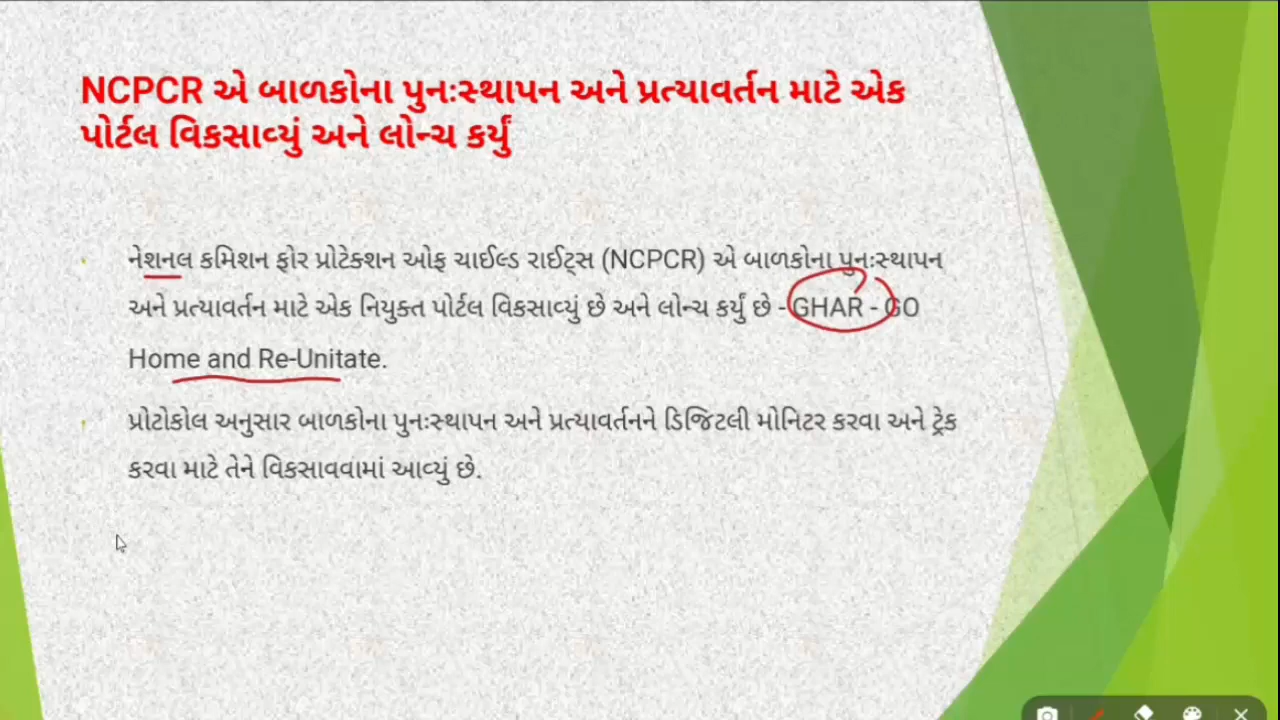 NCPCR એ બાળકોના પુનઃસ્થાપન અને પ્રત્યાવર્તન માટે એક
પોર્ટલ વિકસાવ્યું અને લોન્ચ કર્યું
નેશનલ કમિશન ફોર પ્રોટેક્શન ઓફ ચાઈલ્ડ રાઈટ્સ (NCPCR) એ બાળકોના પુનઃસ્થાપન
અને પ્રત્યાવર્તન માટે એક નિયુક્ત પોર્ટલ વિકસાવ્યું છે અને લોન્ચ કર્યું છે - GHAR - GO
Home and Re-Unitate.
પ્રોટોકોલ અનુસાર બાળકોના પુનઃસ્થાપન અને પ્રત્યાવર્તનને ડિજિટલી મોનિટર કરવા અને ટ્રેક
કરવા માટે તેને વિકસાવવામાં આવ્યું છે.